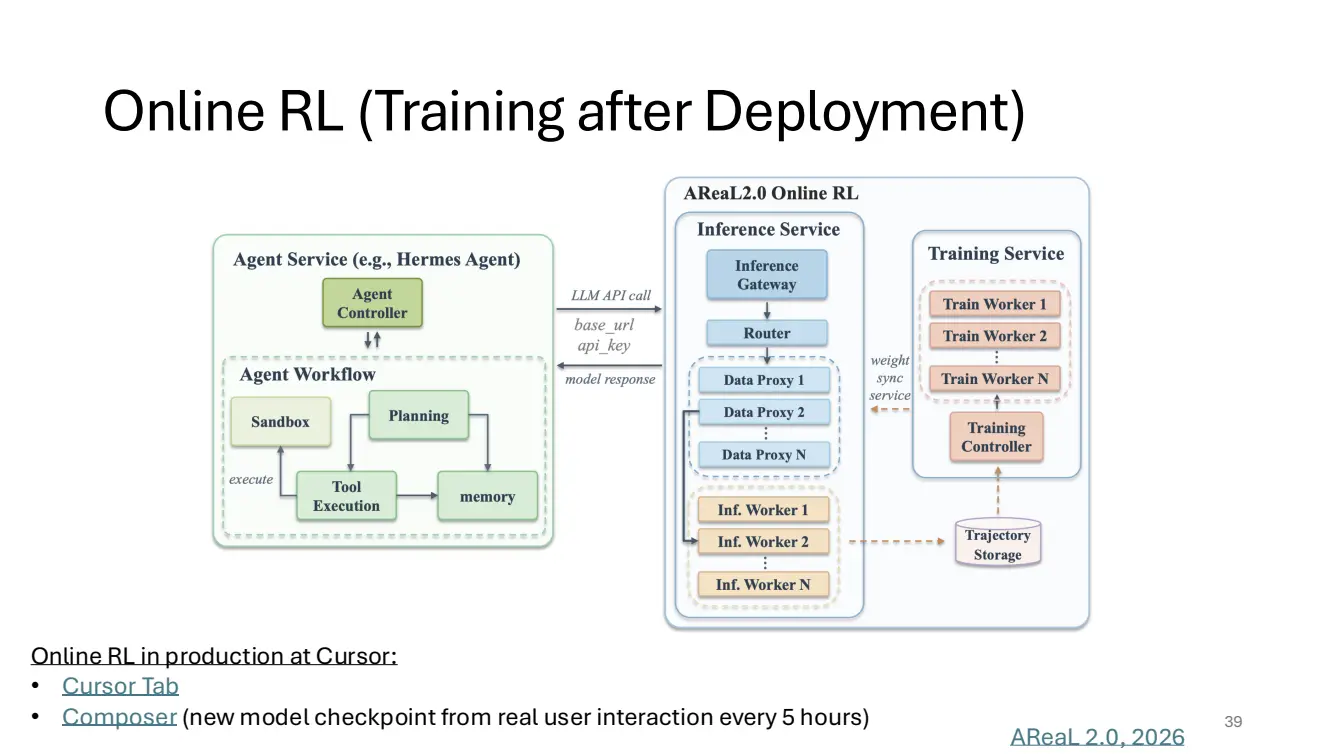 Online RL (Training after Deployment)
Agent Service (e.g., Hermes Agent)
Agent
Controller
Agent Workflow
Sandbox
Planning
execute
Tool
Execution
memory
LLM API call
base_url
api_key
model response
AReaL2.0 Online RL
Inference Service
Inference
Gateway
Router
Data Proxy 1
Data Proxy 2
Data Proxy N
Inf. Worker 1
Inf. Worker 2
Inf. Worker N
weight
sync
service
Training Service
Train Worker 1
Train Worker 2
Train Worker N
Training
Controller
Trajectory
Storage
Online RL in production at Cursor:
• Cursor Tab
• Composer (new model checkpoint from real user interaction every 5 hours)
AReaL 2.0, 2026
39